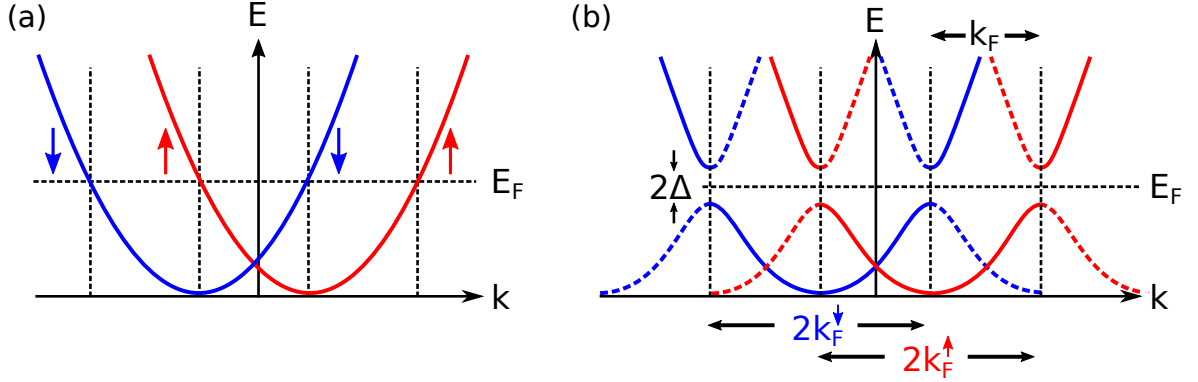 (a)
E
E_F
k
(b)
E
k_F
2Δ
E_F
k
2k_F^↓
2k_F^↑